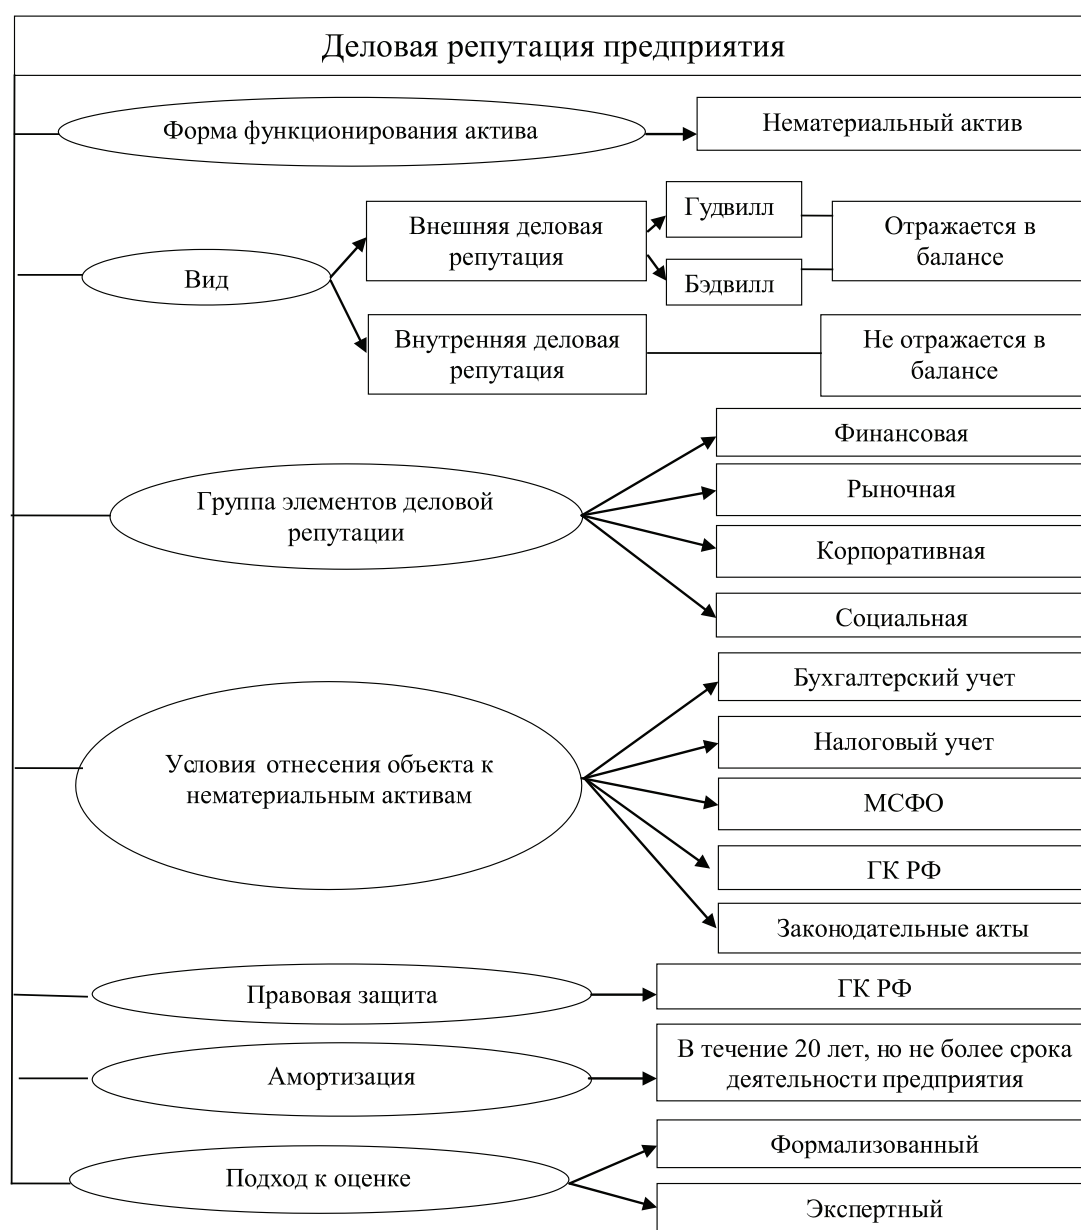 Деловая репутация предприятия
Форма функционирования актива
Нематериальный актив
Вид
Внешняя деловая
репутация
Гудвилл
Бэдвилл
Отражается в
балансе
Внутренняя деловая
репутация
Не отражается в
балансе
Группа элементов деловой
репутации
Финансовая
Рыночная
Корпоративная
Социальная
Условия отнесения объекта к
нематериальным активам
Бухгалтерский учет
Налоговый учет
МСФО
ГК РФ
Законодательные акты
Правовая защита
ГК РФ
Амортизация
В течение 20 лет, но не более срока
деятельности предприятия
Подход к оценке
Формализованный
Экспертный